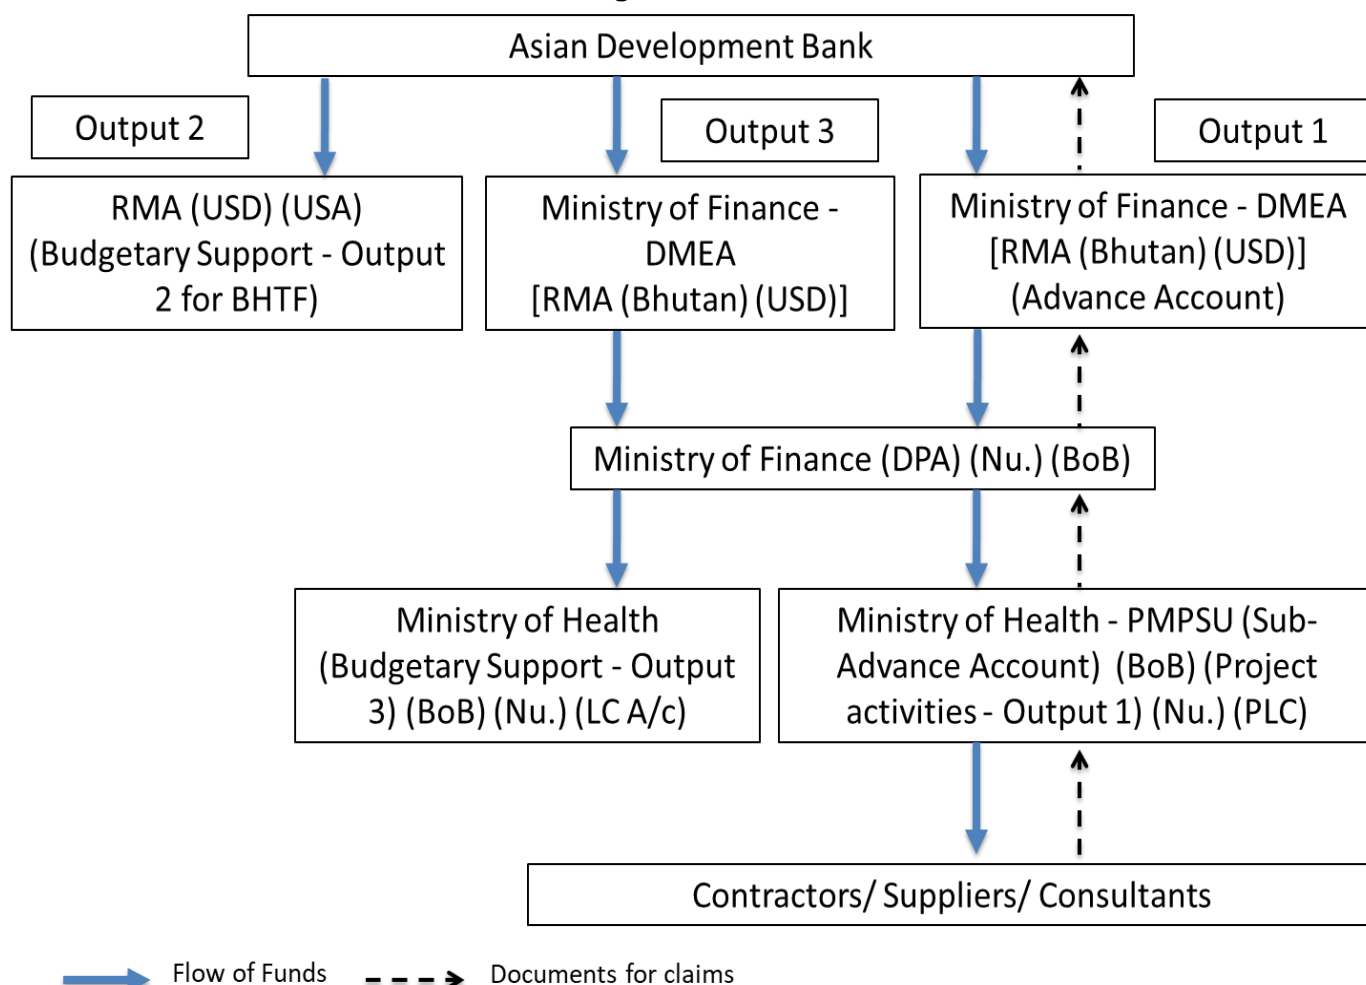 Asian Development Bank
Output 2
Output 3
Output 1
RMA (USD) (USA)
(Budgetary Support - Output
2 for BHTF)
Ministry of Finance -
DMEA
[RMA (Bhutan) (USD)]
Ministry of Finance - DMEA
[RMA (Bhutan) (USD)]
(Advance Account)
Ministry of Finance (DPA) (Nu.) (BoB)
Ministry of Health
(Budgetary Support - Output
3) (BoB) (Nu.) (LC A/c)
Ministry of Health - PMPSU (Sub-
Advance Account) (BoB) (Project
activities - Output 1) (Nu.) (PLC)
Contractors/ Suppliers/ Consultants
Flow of Funds
Documents for claims